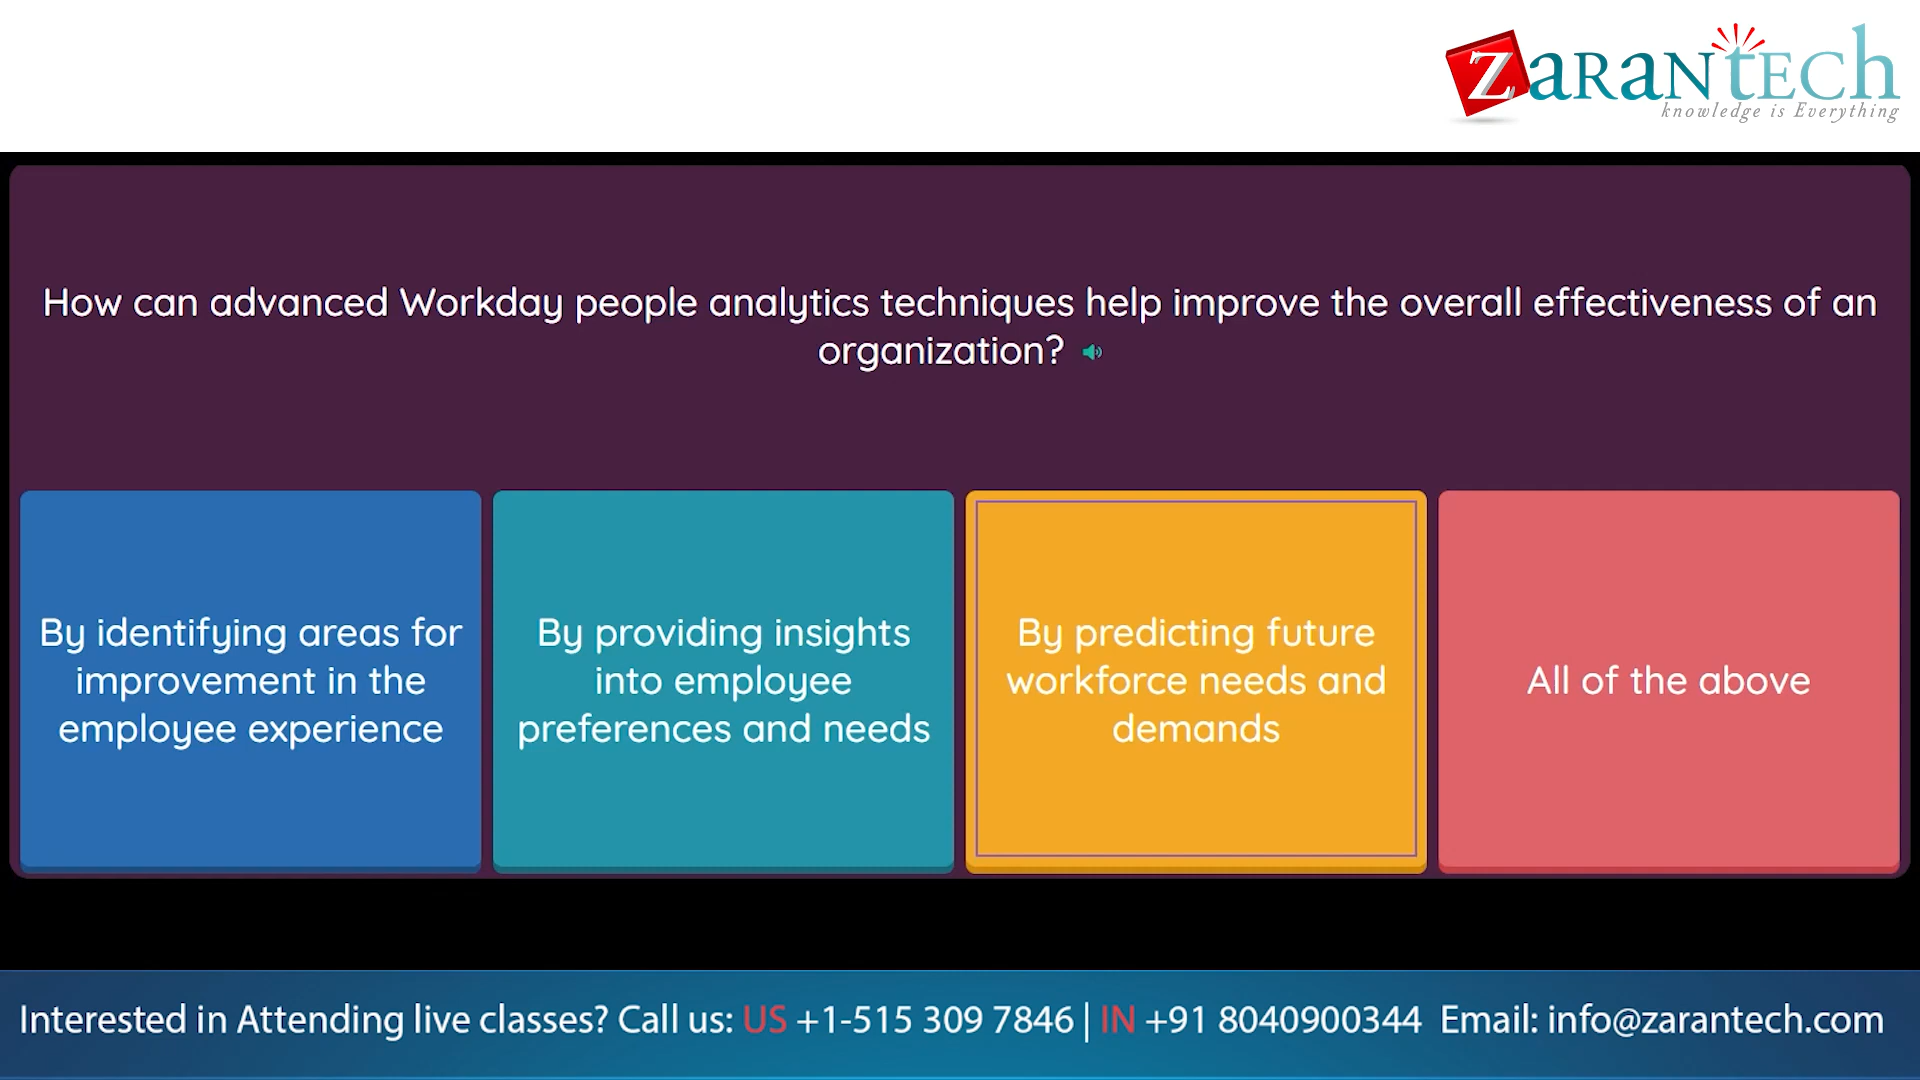 ZaranTech
knowledge is Everything
How can advanced Workday people analytics techniques help improve the overall effectiveness of an
organization?
By identifying areas for
improvement in the
employee experience
By providing insights
into employee
preferences and needs
By predicting future
workforce needs and
demands
All of the above
Interested in Attending live classes? Call us: US +1-515 309 7846 | IN +91 8040900344 Email: info@zarantech.com